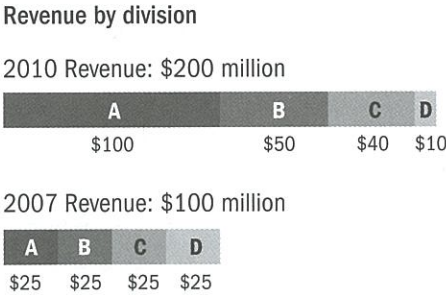 Revenue by division
2010 Revenue: $200 million
A B C D
$100 $50 $40 $10
2007 Revenue: $100 million
A B C D
$25 $25 $25 $25